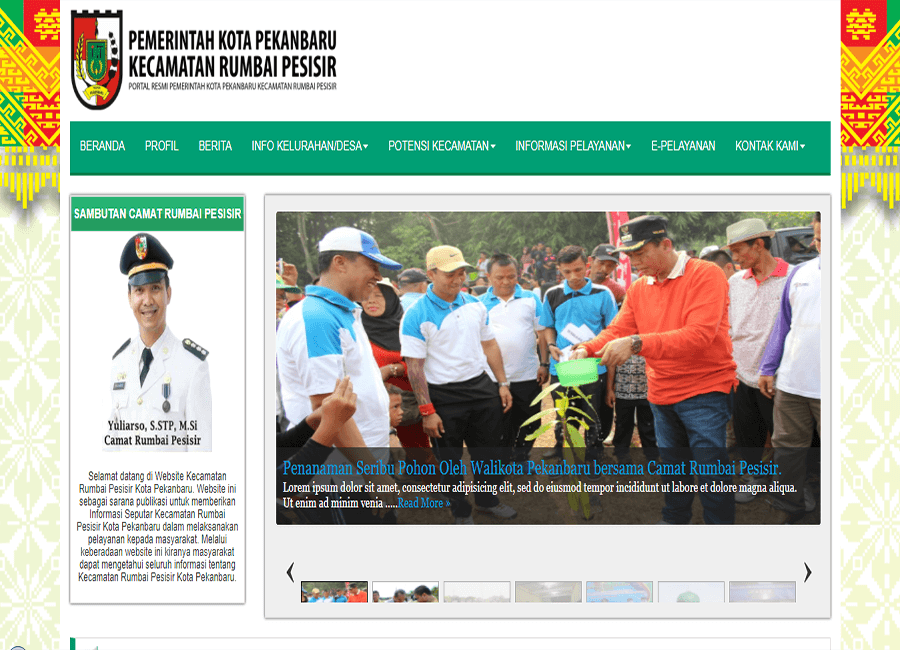 PEMERINTAH KOTA PEKANBARU
KECAMATAN RUMBAI PESISIR
PORTAL RESMI PEMERINTAH KOTA PEKANBARU KECAMATAN RUMBAI PESISIR
BERANDA PROFIL BERITA INFO KELURAHAN/DESA POTENSI KECAMATAN INFORMASI PELAYANAN E-PELAYANAN KONTAK KAMI
SAMBUTAN CAMAT RUMBAI PESISIR
Yuliarso, S.STP, M.Si
Camat Rumbai Pesisir
Selamat datang di Website Kecamatan
Rumbai Pesisir Kota Pekanbaru. Website ini
sebagai sarana publikasi untuk memberikan
Informasi Seputar Kecamatan Rumbai
Pesisir Kota Pekanbaru dalam melaksanakan
pelayanan kepada masyarakat. Melalui
keberadaan website ini kiranya masyarakat
dapat mengetahui seluruh informasi tentang
Kecamatan Rumbai Pesisir Kota Pekanbaru.
Penanaman Seribu Pohon Oleh Walikota Pekanbaru bersama Camat Rumbai Pesisir.
Lorem ipsum dolor sit amet, consectetur adipisicing elit, sed do eiusmod tempor incididunt ut labore et dolore magna aliqua.
Ut enim ad minim venia .....Read More »